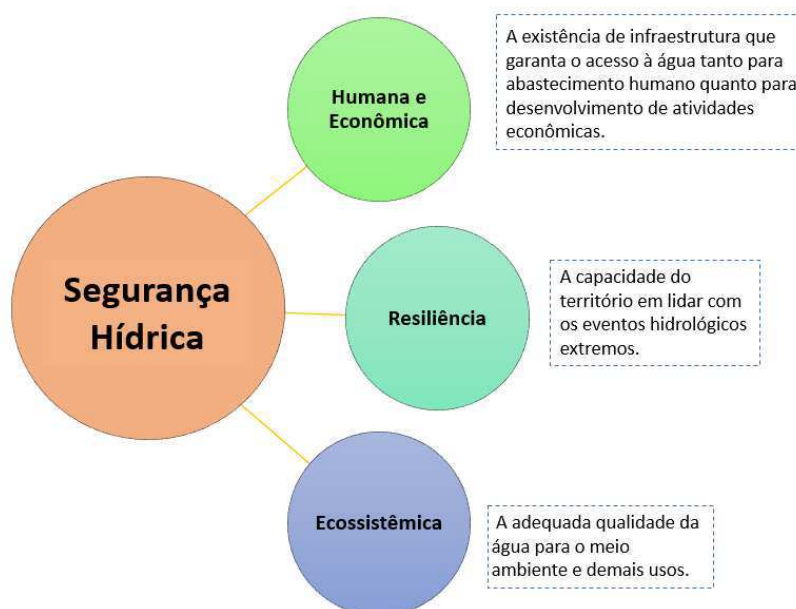 A existência de infraestrutura que
garanta o acesso à água tanto para
abastecimento humano quanto para
desenvolvimento de atividades
econômicas.
Humana e
Econômica
Segurança
Hídrica
Resiliência
A capacidade do
território em lidar com
os eventos hidrológicos
extremos.
Ecossistêmica
A adequada qualidade da
água para o meio
ambiente e demais usos.